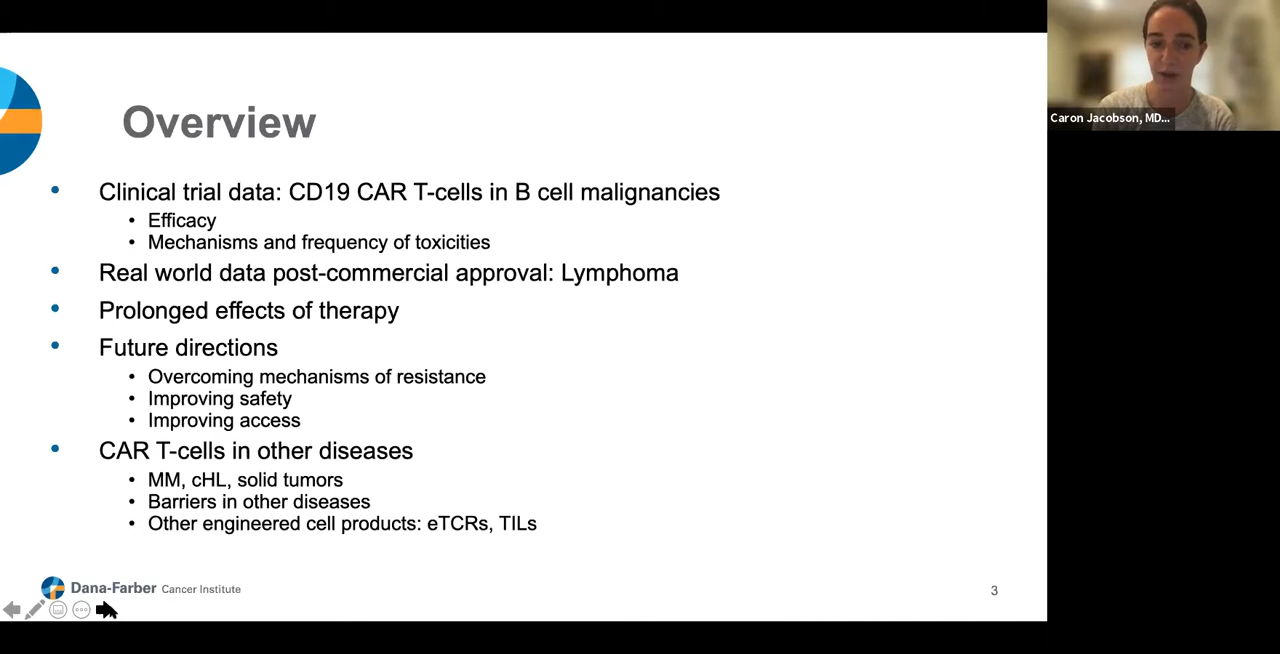 Overview
• Clinical trial data: CD19 CAR T-cells in B cell malignancies
• Efficacy
• Mechanisms and frequency of toxicities
• Real world data post-commercial approval: Lymphoma
• Prolonged effects of therapy
• Future directions
• Overcoming mechanisms of resistance
• Improving safety
• Improving access
• CAR T-cells in other diseases
• MM, cHL, solid tumors
• Barriers in other diseases
• Other engineered cell products: eTCRs, TILs
Dana-Farber Cancer Institute
3
Caron Jacobson, MD...